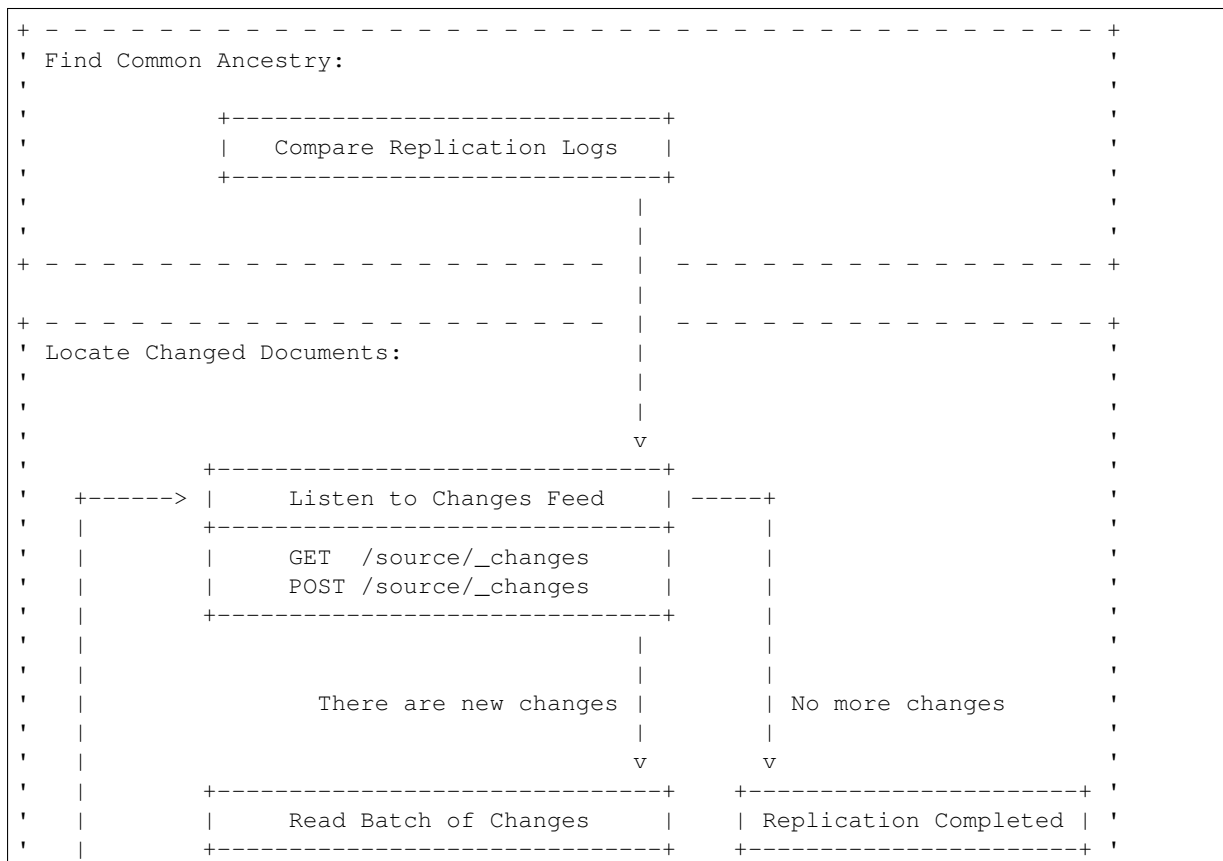 + - - - - - - - - - - - - - - - - - - - - - - - - - - - - - - - - - - - - - +
' Find Common Ancestry:                                                     '
'                                                                           '
'             +------------------------------+                              '
'             |   Compare Replication Logs   |                              '
'             +------------------------------+                              '
'                                          |                              '
'                                          |                              '
+ - - - - - - - - - - - - - - - - - - - -  |  - - - - - - - - - - - - - - - +
                                           |
+ - - - - - - - - - - - - - - - - - - - -  |  - - - - - - - - - - - - - - - +
' Locate Changed Documents:                |                                '
'                                          |                                '
'                                          |                                '
'                                          v                                '
'            +-------------------------------+                              '
'   +------> |     Listen to Changes Feed    | -----+                       '
'   |        +-------------------------------+      |                       '
'   |        |     GET  /source/_changes     |      |                       '
'   |        |     POST /source/_changes     |      |                       '
'   |        +-------------------------------+      |                       '
'   |                                      |        |                       '
'   |                                      |        |                       '
'   |                There are new changes |        | No more changes       '
'   |                                      |        |                       '
'   |                                      v        v                       '
'   |        +-------------------------------+    +-----------------------+ '
'   |        |     Read Batch of Changes     |    | Replication Completed | '
'   |        +-------------------------------+    +-----------------------+ '